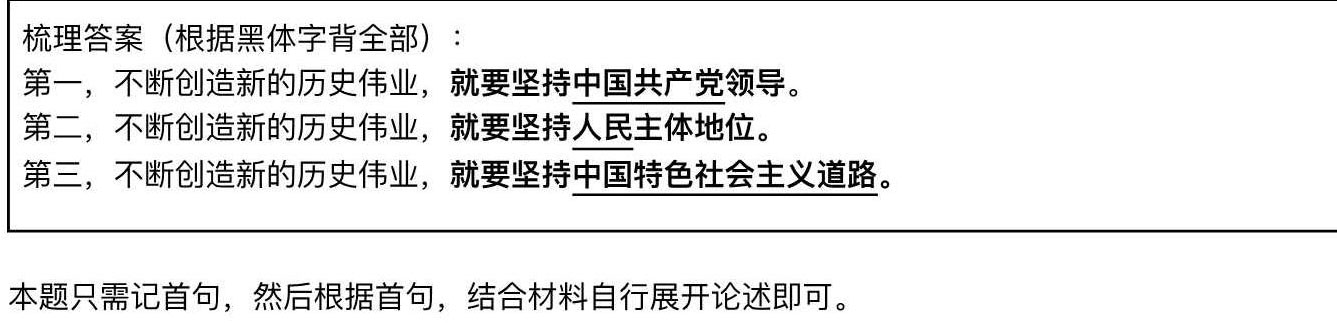 梳理答案（根据黑体字背全部）：
第一，不断创造新的历史伟业，就要坚持中国共产党领导。
第二，不断创造新的历史伟业，就要坚持人民主体地位。
第三，不断创造新的历史伟业，就要坚持中国特色社会主义道路。
本题只需记首句，然后根据首句，结合材料自行展开论述即可。